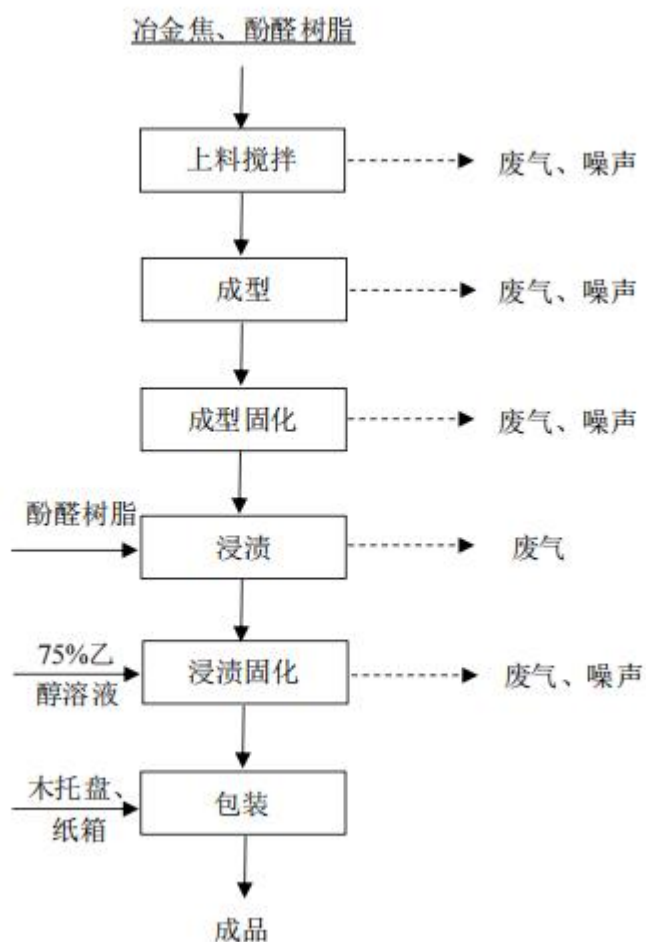 冶金焦、酚醛树脂
上料搅拌
废气、噪声
成型
废气、噪声
成型固化
废气、噪声
酚醛树脂
浸渍
废气
75%乙
醇溶液
浸渍固化
废气、噪声
木托盘、
纸箱
包装
成品